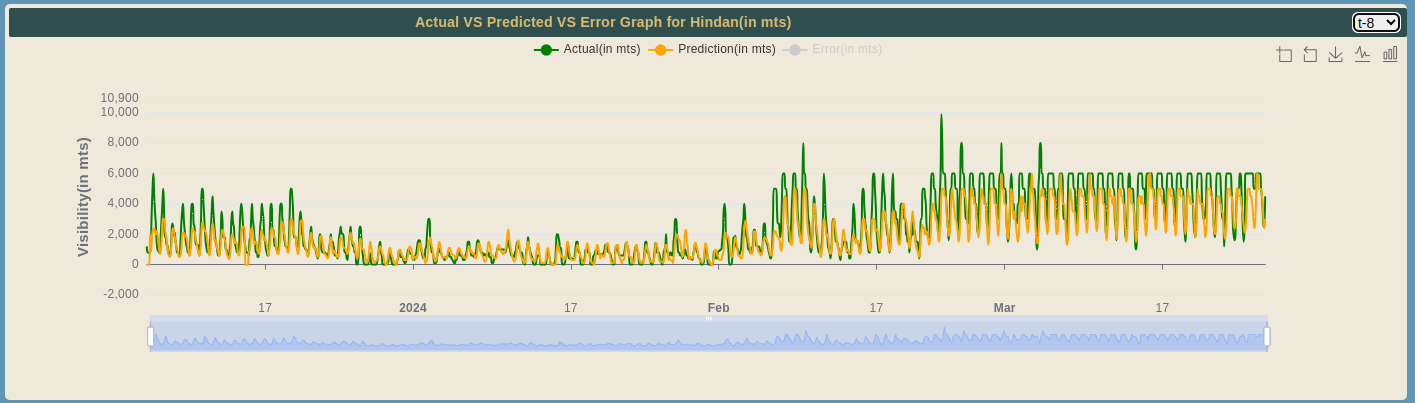 Actual VS Predicted VS Error Graph for Hindan(in mts)
t-8
Actual(in mts) Prediction(in mts) Error(in mts)
Visibility(in mts)
10,900
10,000
8,000
6,000
4,000
2,000
0
-2,000
17 2024 17 Feb 17 Mar 17